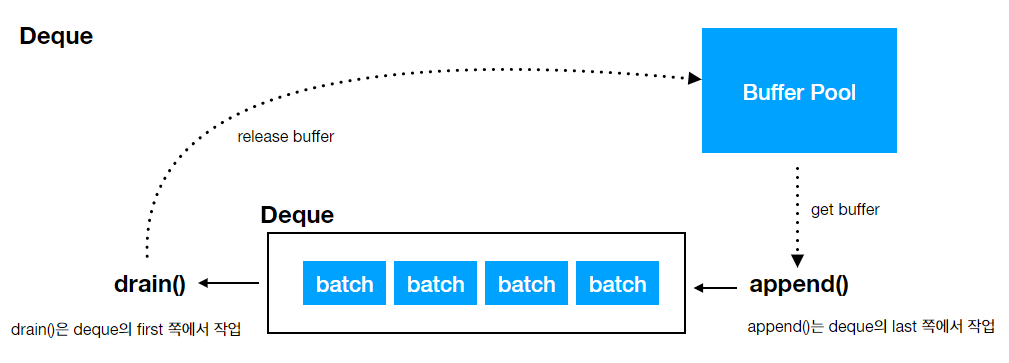 Deque
Buffer Pool
release buffer
get buffer
Deque
drain()
batch batch batch batch
append()
drain()은 deque의 first 쪽에서 작업
append()는 deque의 last 쪽에서 작업